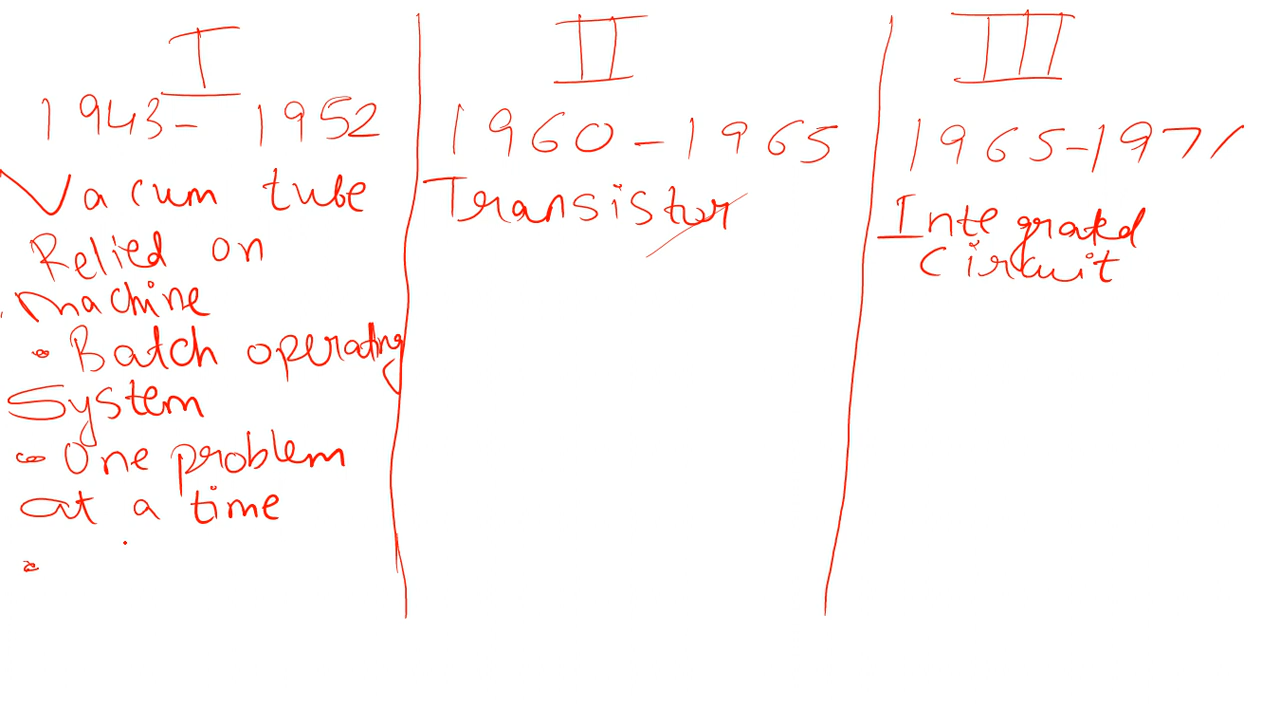 I
1943- 1952
Vacum tube
Relied on
machine
• Batch operating
System
• One problem
at a time
•
II
1960-1965
Transistor
III
1965-1971
Integrated
Circuit